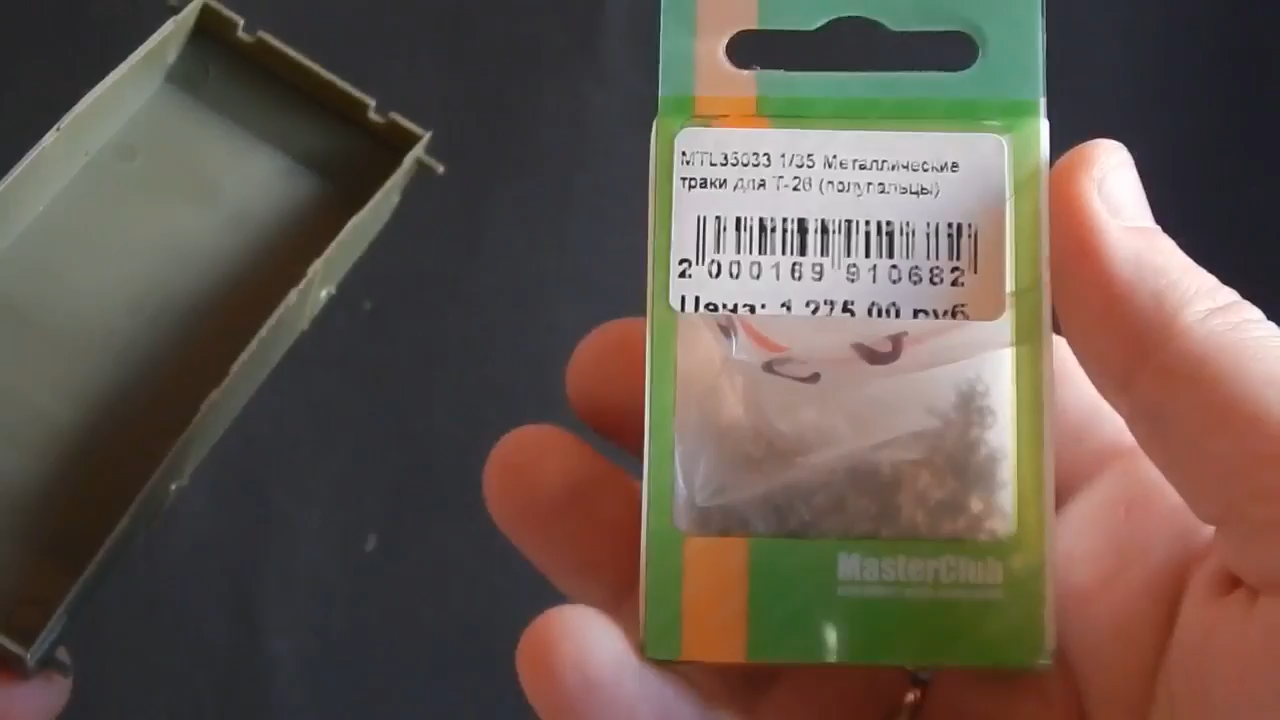 MTL35033 1/35 Металлические
траки для Т-26 (полупальцы)
2 000169 910682
Цена: 1 275.00 руб
MasterClub